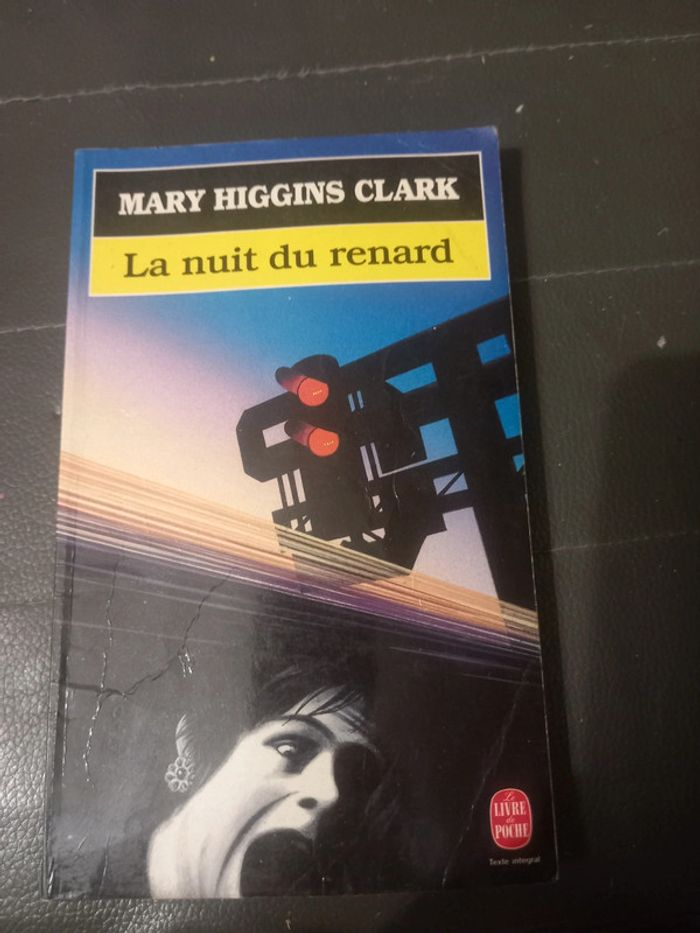 MARY HIGGINS CLARK
La nuit du renard
Le
LIVRE
de
POCHE
Texte intégral